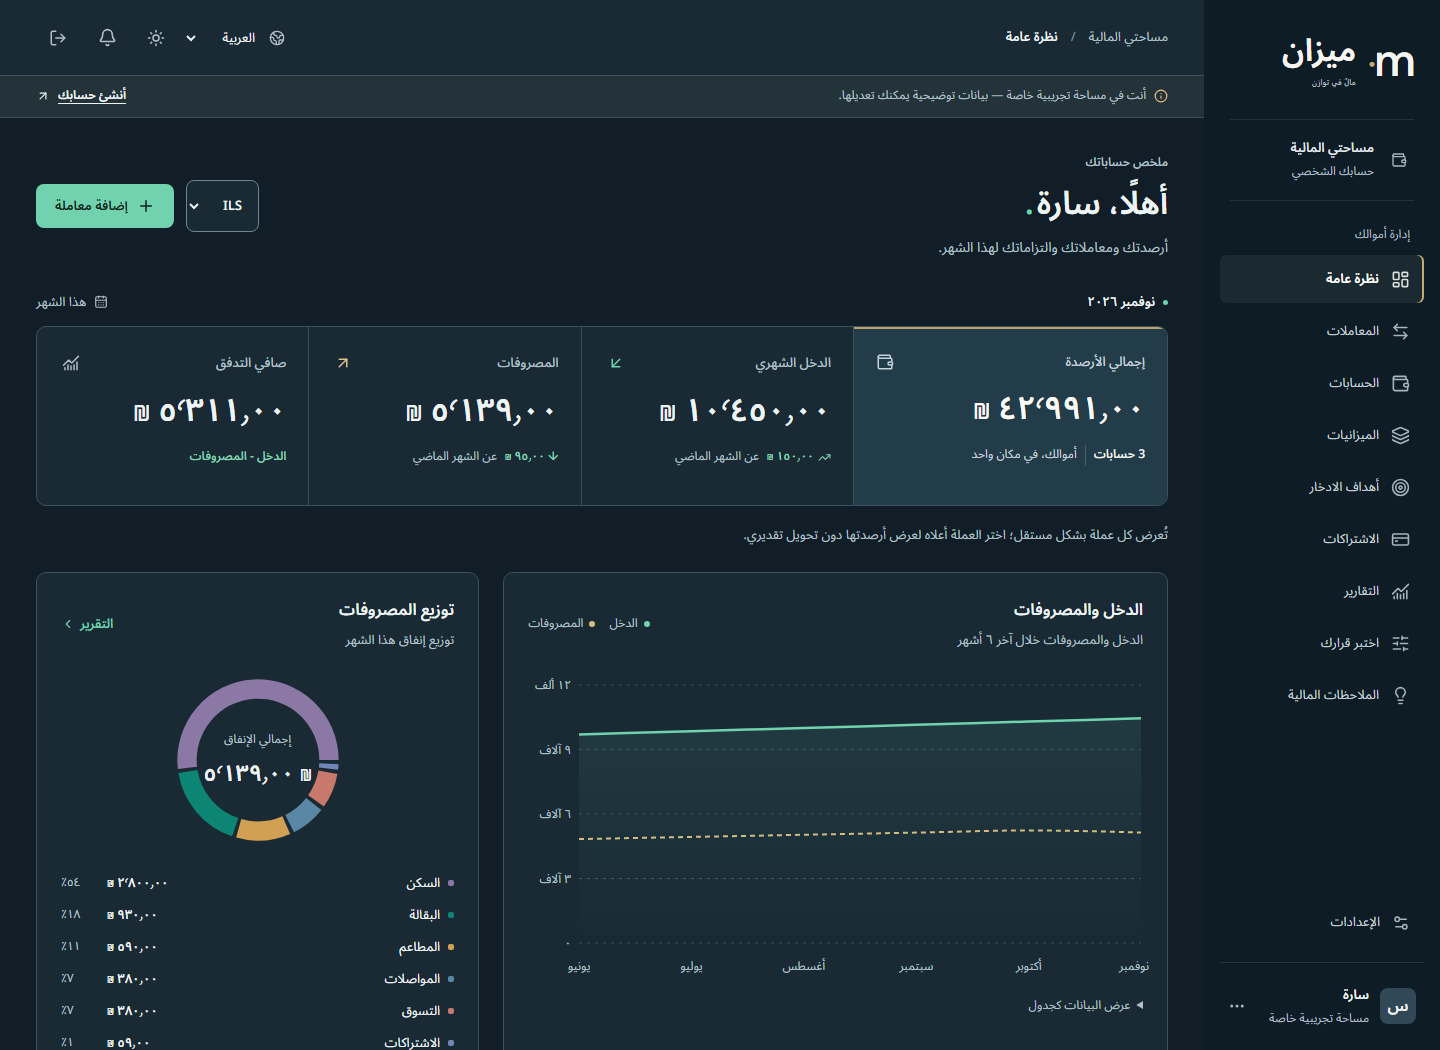 m. ميزان
مالٌ في توازن
مساحتي المالية
حسابك الشخصي
إدارة أموالك
نظرة عامة
المعاملات
الحسابات
الميزانيات
أهداف الادخار
الاشتراكات
التقارير
اختبر قرارك
الملاحظات المالية
الإعدادات
س
سارة
مساحة تجريبية خاصة
مساحتي المالية / نظرة عامة
العربية
أنت في مساحة تجريبية خاصة — بيانات توضيحية يمكنك تعديلها.
أنشئ حسابك
ملخص حساباتك
أهلًا، سارة.
أرصدتك ومعاملاتك والتزاماتك لهذا الشهر.
ILS
إضافة معاملة
نوفمبر ٢٠٢٦
هذا الشهر
إجمالي الأرصدة
٤٢٬٩٩١٫٠٠ ₪
3 حسابات
أموالك، في مكان واحد
الدخل الشهري
١٠٬٤٥٠٫٠٠ ₪
١٥٠٫٠٠ ₪ عن الشهر الماضي
المصروفات
٥٬١٣٩٫٠٠ ₪
٩٥٫٠٠ ₪ عن الشهر الماضي
صافي التدفق
٥٬٣١١٫٠٠ ₪
الدخل - المصروفات
تُعرض كل عملة بشكل مستقل؛ اختر العملة أعلاه لعرض أرصدتها دون تحويل تقديري.
الدخل والمصروفات
الدخل والمصروفات خلال آخر ٦ أشهر
الدخل
المصروفات
١٢ ألف
٩ آلاف
٦ آلاف
٣ آلاف
٠
نوفمبر
أكتوبر
سبتمبر
أغسطس
يوليو
يونيو
عرض البيانات كجدول
توزيع المصروفات
توزيع إنفاق هذا الشهر
التقرير
إجمالي الإنفاق
₪ ٥٬١٣٩٫٠٠
السكن ٢٬٨٠٠٫٠٠ ₪ ٥٤٪
البقالة ٩٣٠٫٠٠ ₪ ١٨٪
المطاعم ٥٩٠٫٠٠ ₪ ١١٪
المواصلات ٣٨٠٫٠٠ ₪ ٧٪
التسوق ٣٨٠٫٠٠ ₪ ٧٪
الاشتراكات ٥٩٫٠٠ ₪ ١٪